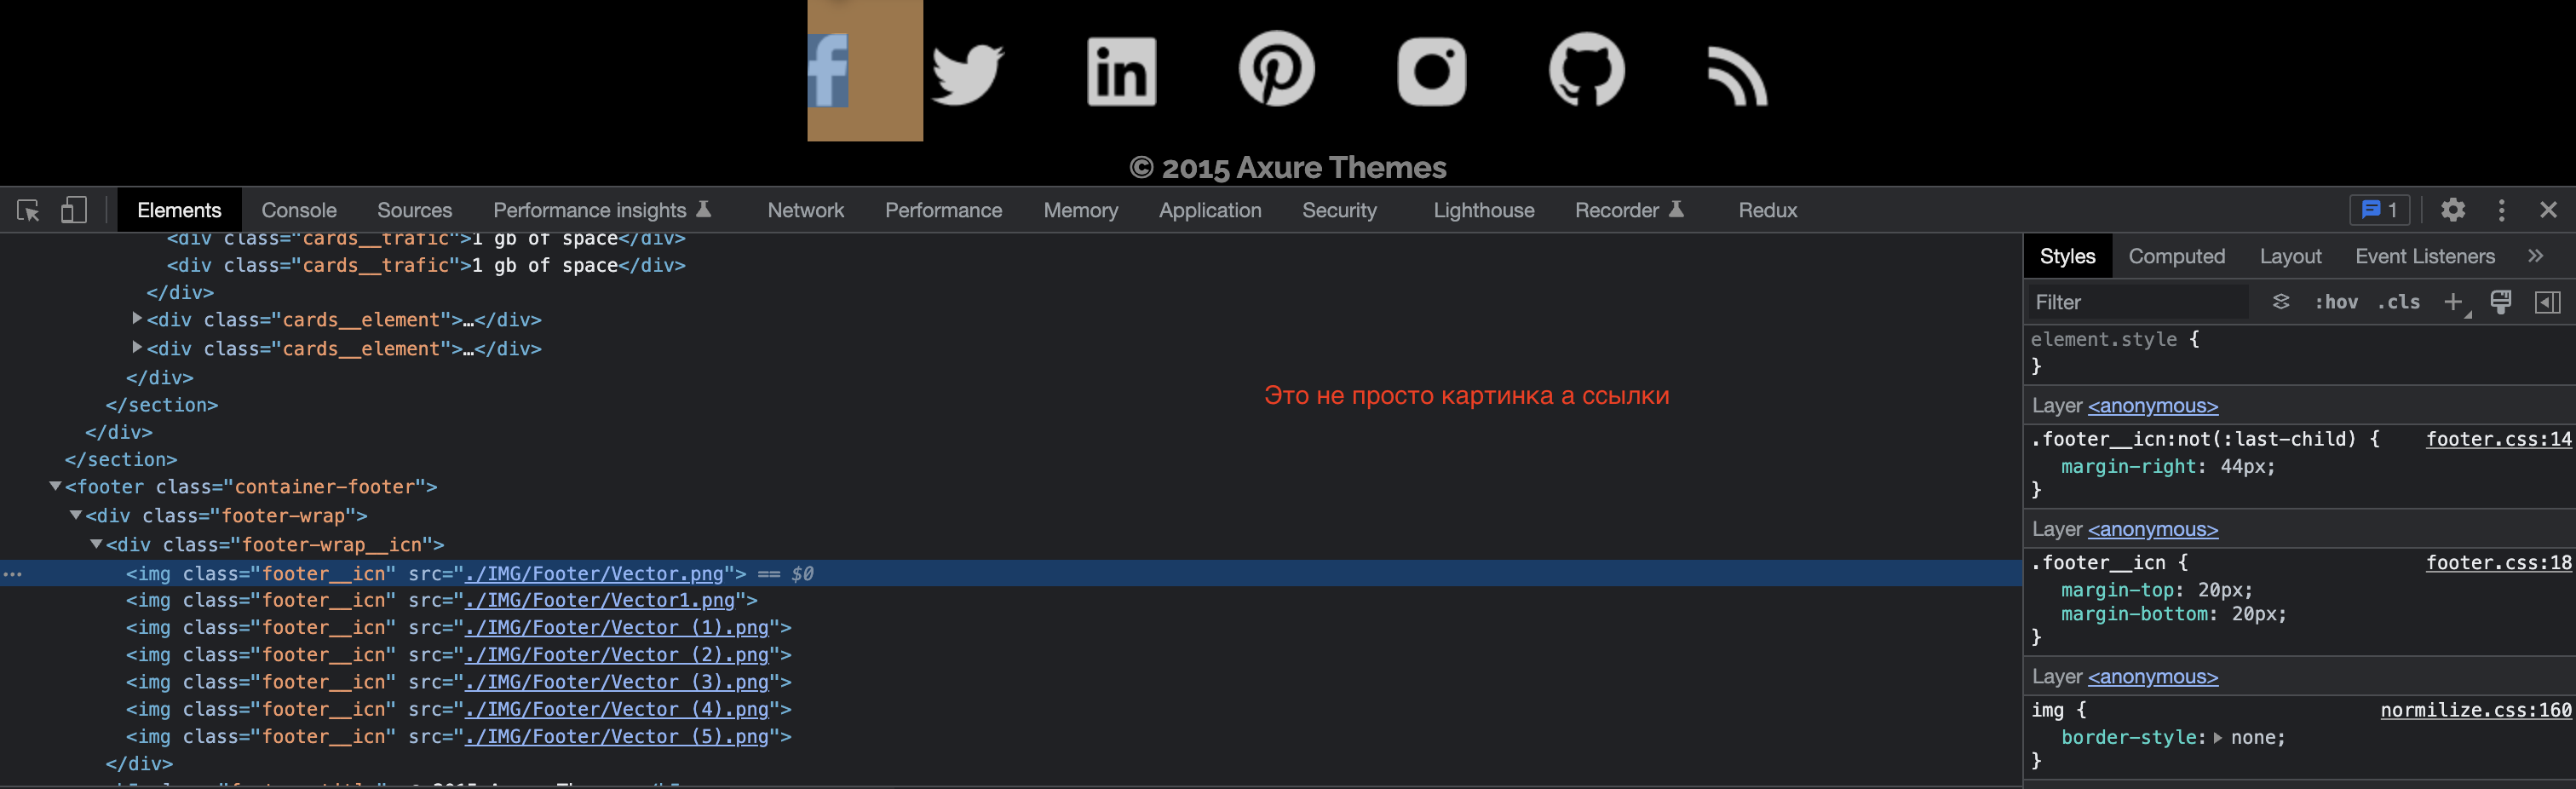 f in
© 2015 Axure Themes
Elements Console Sources Performance insights Network Performance Memory Application Security Lighthouse Recorder Redux 1
<div class="cards__trafic">1 gb of space</div>
<div class="cards__trafic">1 gb of space</div>
</div>
<div class="cards__element">…</div>
<div class="cards__element">…</div>
</div>
</section>
</div>
</section>
<footer class="container-footer">
<div class="footer-wrap">
<div class="footer-wrap__icn">
<img class="footer__icn" src="./IMG/Footer/Vector.png"> == $0
<img class="footer__icn" src="./IMG/Footer/Vector1.png">
<img class="footer__icn" src="./IMG/Footer/Vector (1).png">
<img class="footer__icn" src="./IMG/Footer/Vector (2).png">
<img class="footer__icn" src="./IMG/Footer/Vector (3).png">
<img class="footer__icn" src="./IMG/Footer/Vector (4).png">
<img class="footer__icn" src="./IMG/Footer/Vector (5).png">
</div>
Это не просто картинка а ссылки
Styles Computed Layout Event Listeners »
Filter :hov .cls +
element.style {
}
Layer <anonymous>
.footer__icn:not(:last-child) { footer.css:14
margin-right: 44px;
}
Layer <anonymous>
.footer__icn { footer.css:18
margin-top: 20px;
margin-bottom: 20px;
}
Layer <anonymous>
img { normilize.css:160
border-style: none;
}